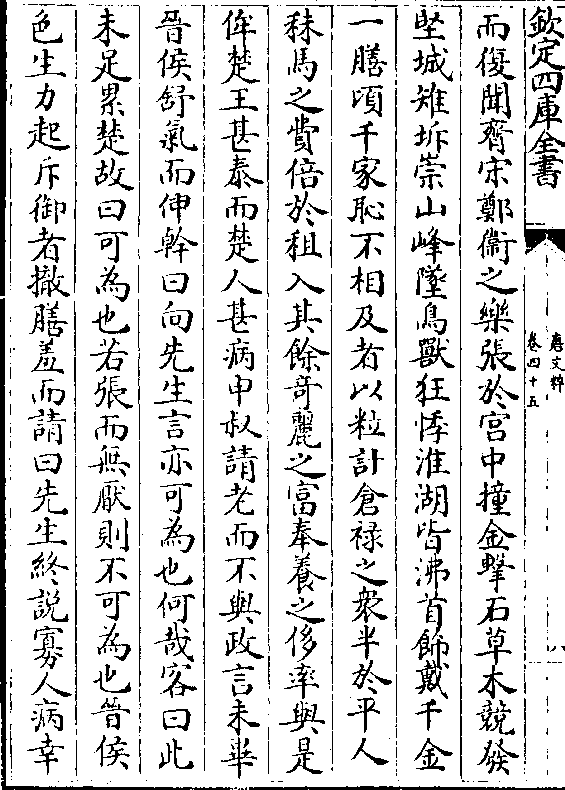 欽定四庫全書
唐文粹
卷四十五
八
而復聞齊宋鄭衞之樂張於宫中撞金擊石草木競發
堅城雉坼崇山峰墜鳥獸狂悸淮湖皆沸首飾戴千金
一膳頃千家恥不相及者以粒計倉禄之衆半於平人
秣馬之費倍於租入其餘竒麗之富奉養之侈率與是
侔楚王甚泰而楚人甚病申叔請老而不與政言未畢
晉侯舒氣而伸幹曰向先生言亦可為也何哉客曰此
未足累楚故曰可為也若張而無厭則不可為也晉侯
色生力起斥御者撤膳羞而請曰先生終說寡人病幸